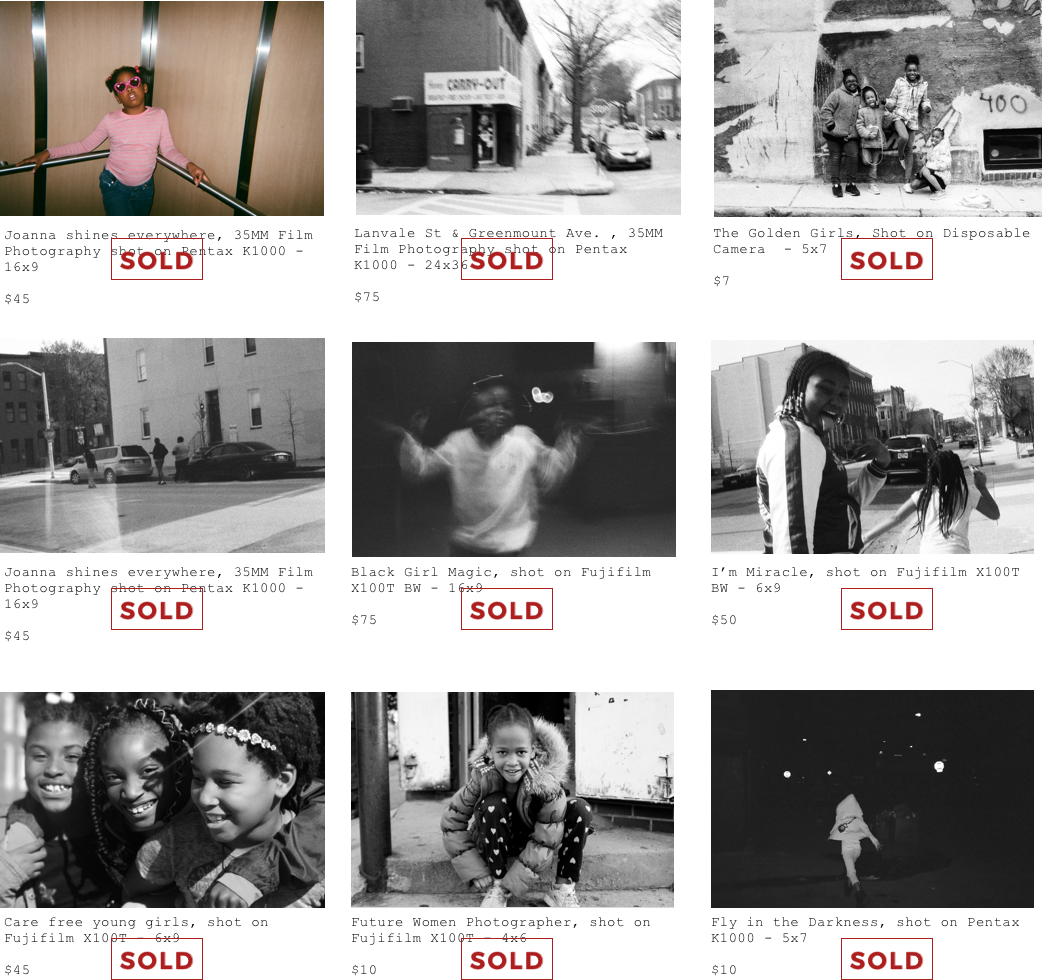 CARRY-OUT
400
Joanna shines everywhere, 35MM Film
Photography shot on Pentax K1000 -
16x9
SOLD
$45
Lanvale St & Greenmount Ave. , 35MM
Film Photography shot on Pentax
K1000 - 24x36
SOLD
$75
The Golden Girls, Shot on Disposable
Camera - 5x7
SOLD
$7
Joanna shines everywhere, 35MM Film
Photography shot on Pentax K1000 -
16x9
SOLD
$45
Black Girl Magic, shot on Fujifilm
X100T BW - 16x9
SOLD
$75
I’m Miracle, shot on Fujifilm X100T
BW - 6x9
SOLD
$50
Care free young girls, shot on
Fujifilm X100T - 6x9
SOLD
$45
Future Women Photographer, shot on
Fujifilm X100T - 4x6
SOLD
$10
Fly in the Darkness, shot on Pentax
K1000 - 5x7
SOLD
$10